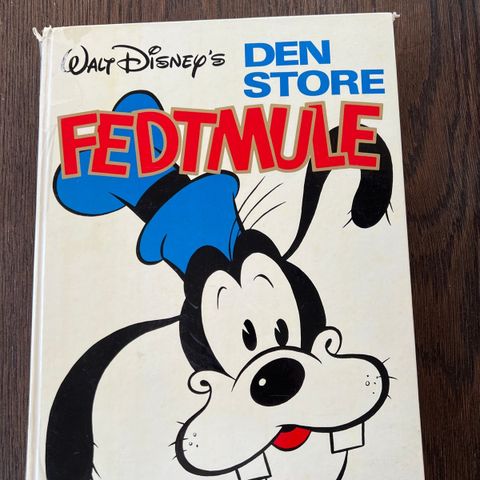 WALT DISNEY'S
DEN
STORE
FEDTMULE